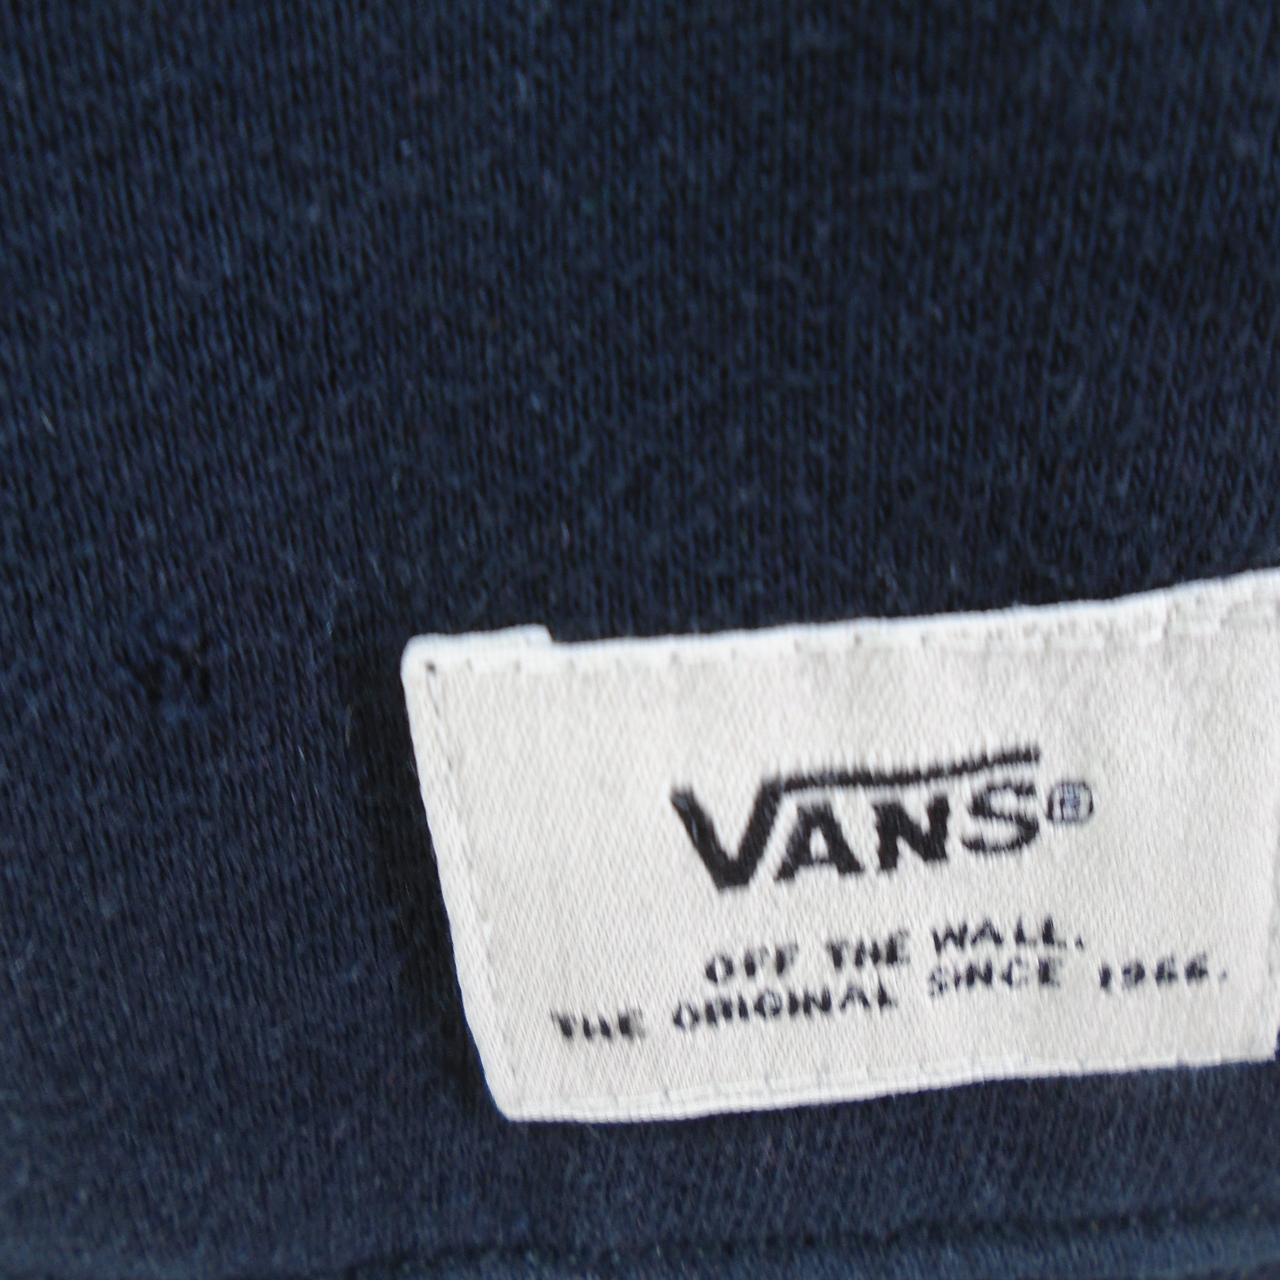 VANS®
OFF THE WALL.
THE ORIGINAL SINCE 1966.